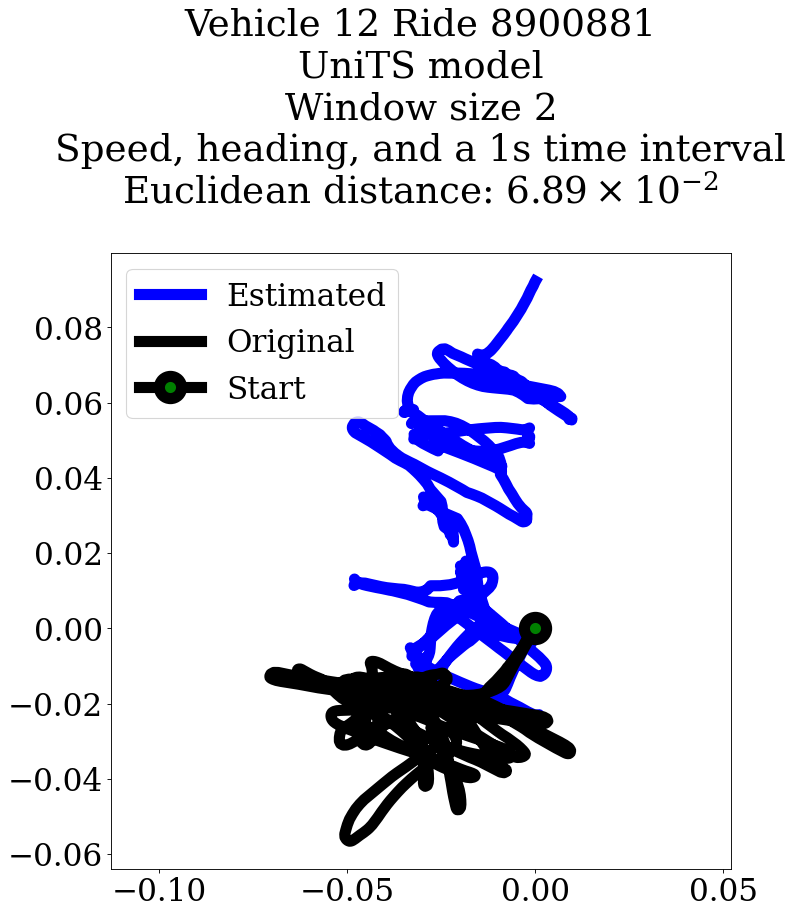 Vehicle 12 Ride 8900881
UniTS model
Window size 2
Speed, heading, and a 1s time interval
Euclidean distance: 6.89 × 10⁻²
Estimated
Original
Start
0.08
0.06
0.04
0.02
0.00
−0.02
−0.04
−0.06
−0.10
−0.05
0.00
0.05